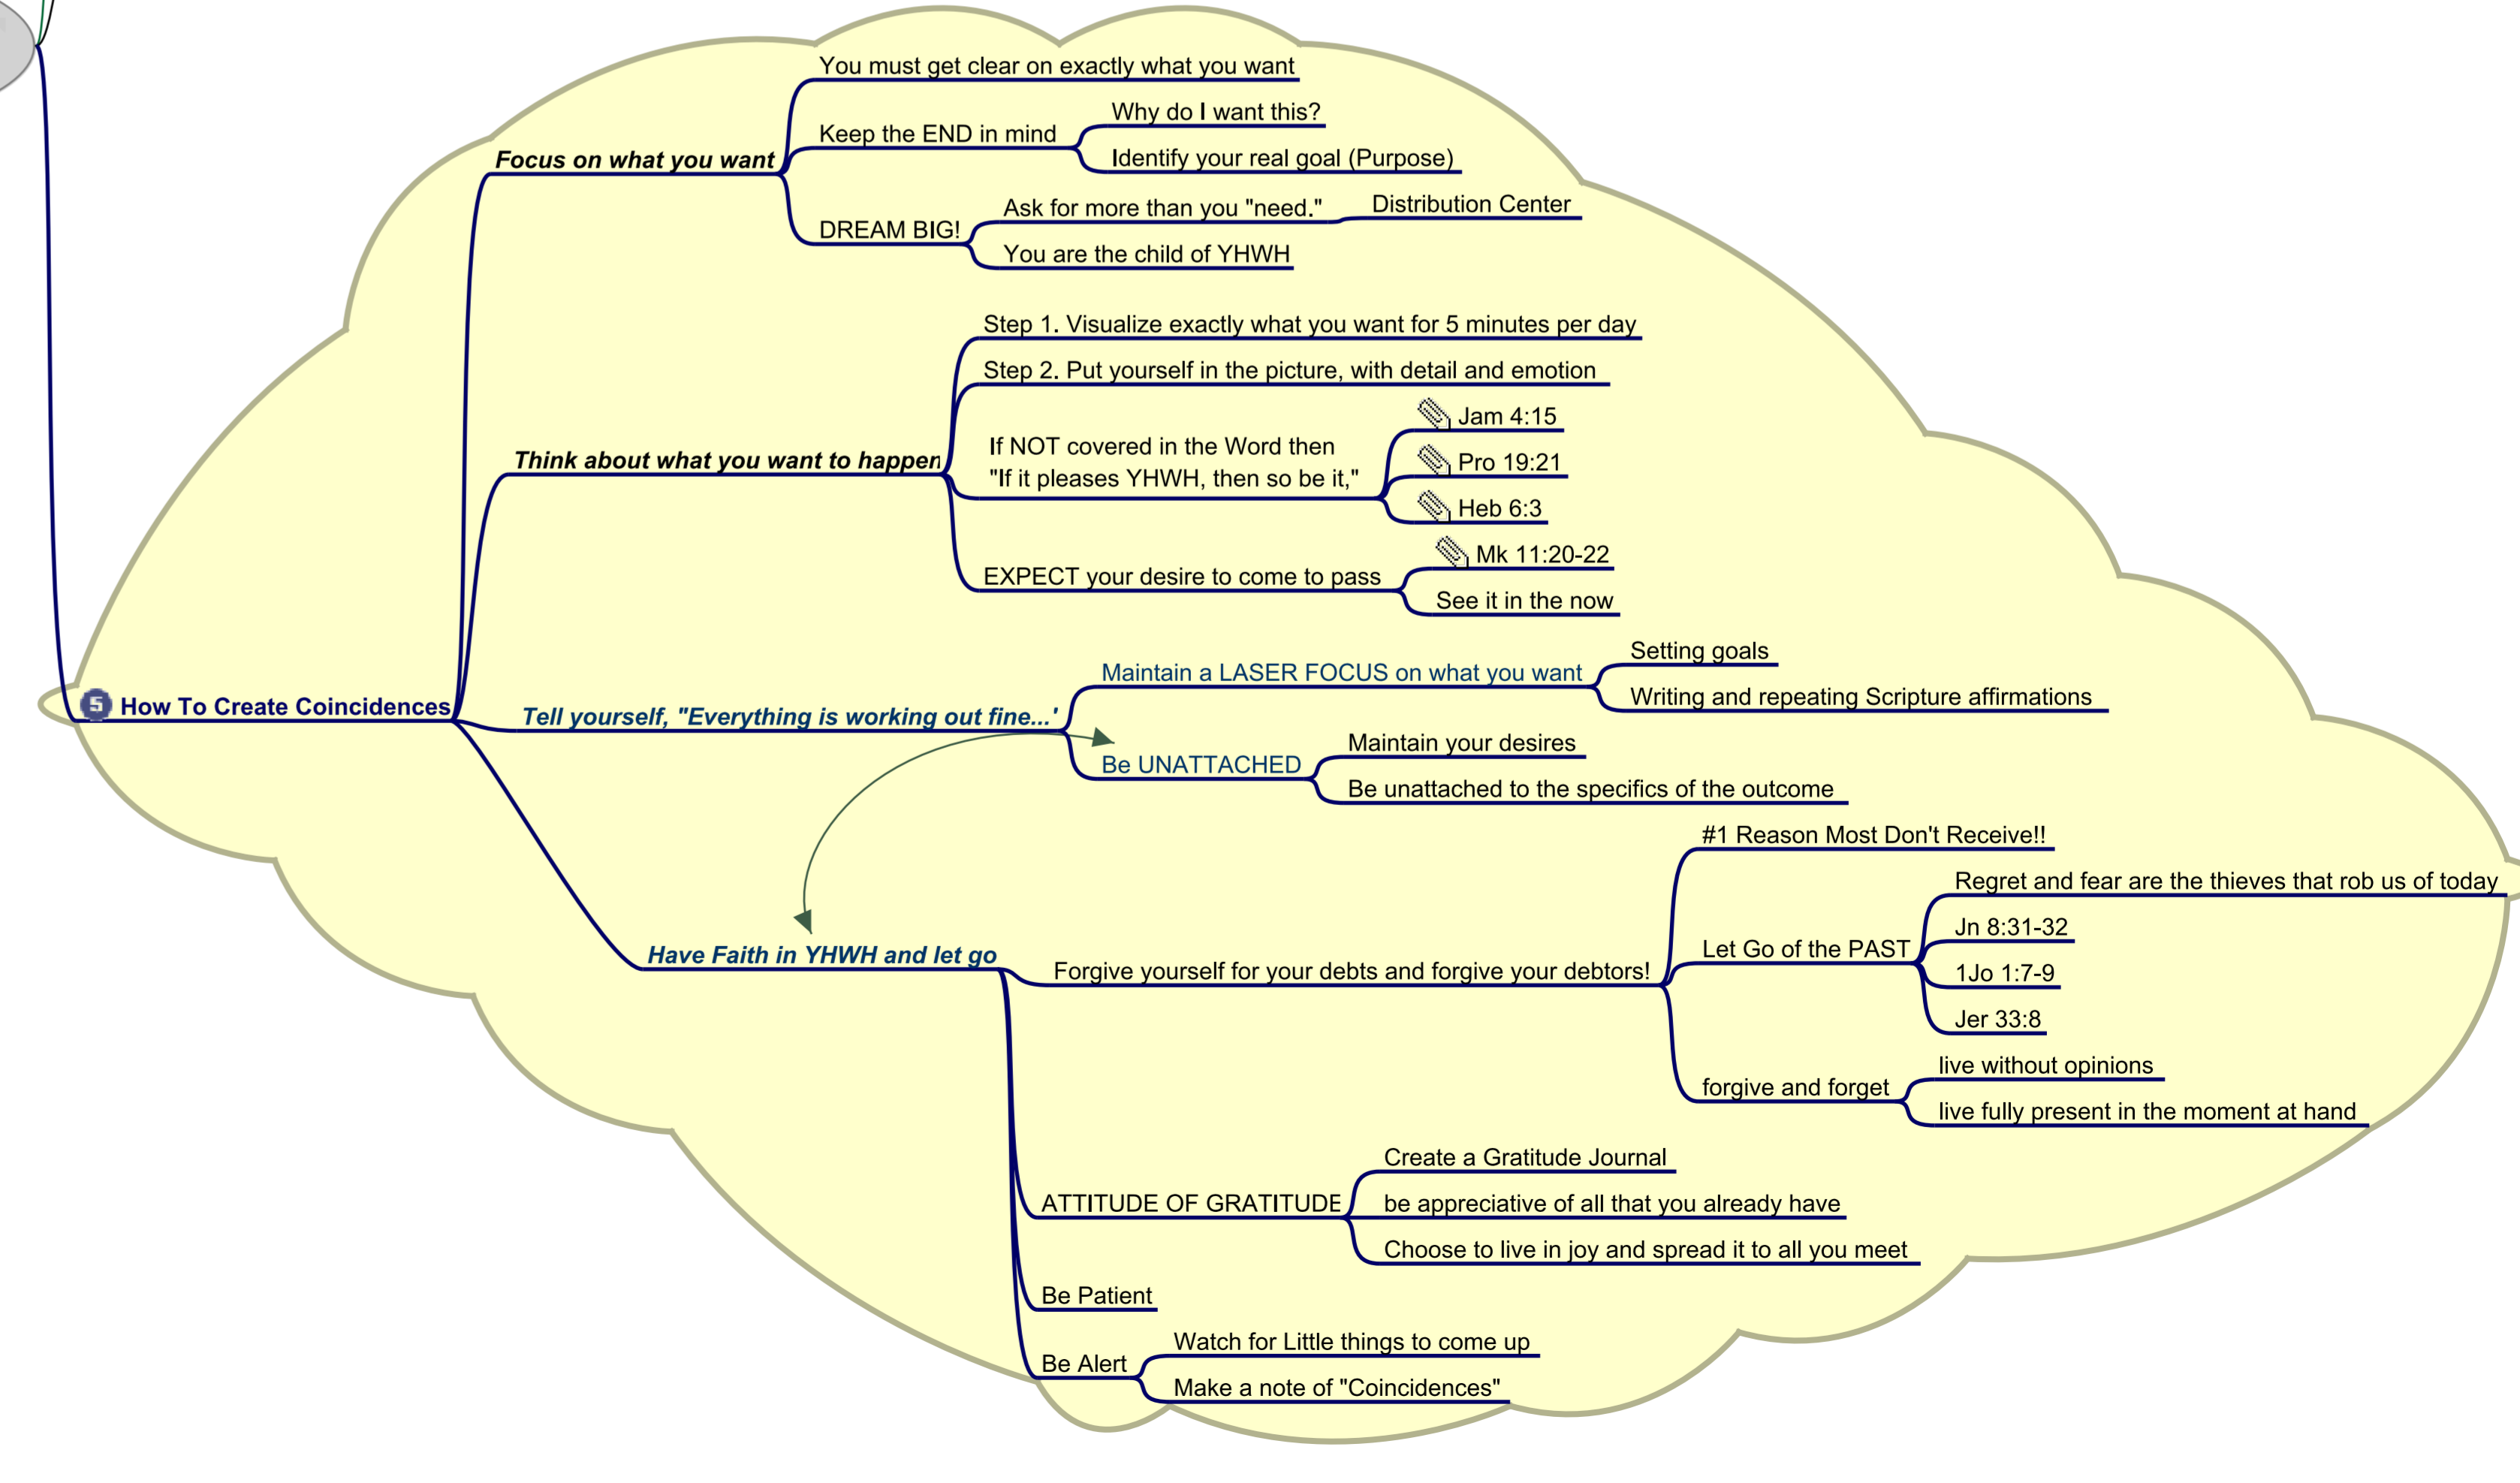 You must get clear on exactly what you want
Why do I want this?
Keep the END in mind
Focus on what you want
Identify your real goal (Purpose)
Ask for more than you "need."
Distribution Center
DREAM BIG!
You are the child of YHWH
Step 1. Visualize exactly what you want for 5 minutes per day
Step 2. Put yourself in the picture, with detail and emotion
Jam 4:15
If NOT covered in the Word then
"If it pleases YHWH, then so be it,"
Think about what you want to happen
Pro 19:21
Heb 6:3
Mk 11:20-22
EXPECT your desire to come to pass
See it in the now
Setting goals
Maintain a LASER FOCUS on what you want
Writing and repeating Scripture affirmations
5 How To Create Coincidences
Tell yourself, "Everything is working out fine...'
Maintain your desires
Be UNATTACHED
Be unattached to the specifics of the outcome
#1 Reason Most Don't Receive!!
Regret and fear are the thieves that rob us of today
Jn 8:31-32
Let Go of the PAST
Have Faith in YHWH and let go
Forgive yourself for your debts and forgive your debtors!
1Jo 1:7-9
Jer 33:8
live without opinions
forgive and forget
live fully present in the moment at hand
Create a Gratitude Journal
ATTITUDE OF GRATITUDE
be appreciative of all that you already have
Choose to live in joy and spread it to all you meet
Be Patient
Watch for Little things to come up
Be Alert
Make a note of "Coincidences"